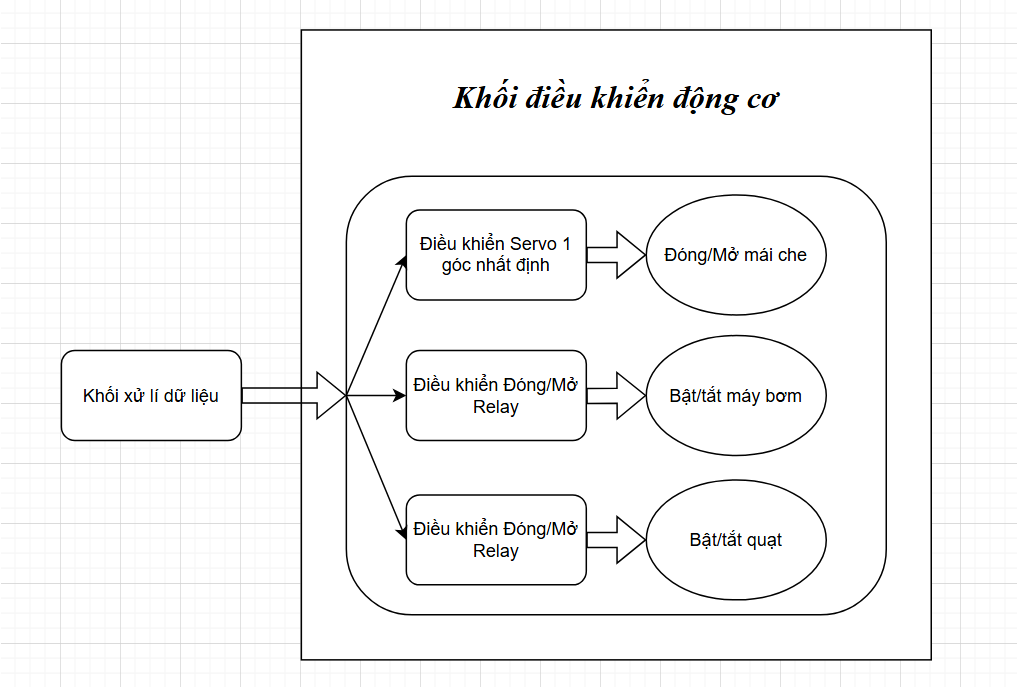 Khối điều khiển động cơ
Điều khiển Servo 1
góc nhất định
Đóng/Mở mái che
Khối xử lí dữ liệu
Điều khiển Đóng/Mở
Relay
Bật/tắt máy bơm
Điều khiển Đóng/Mở
Relay
Bật/tắt quạt